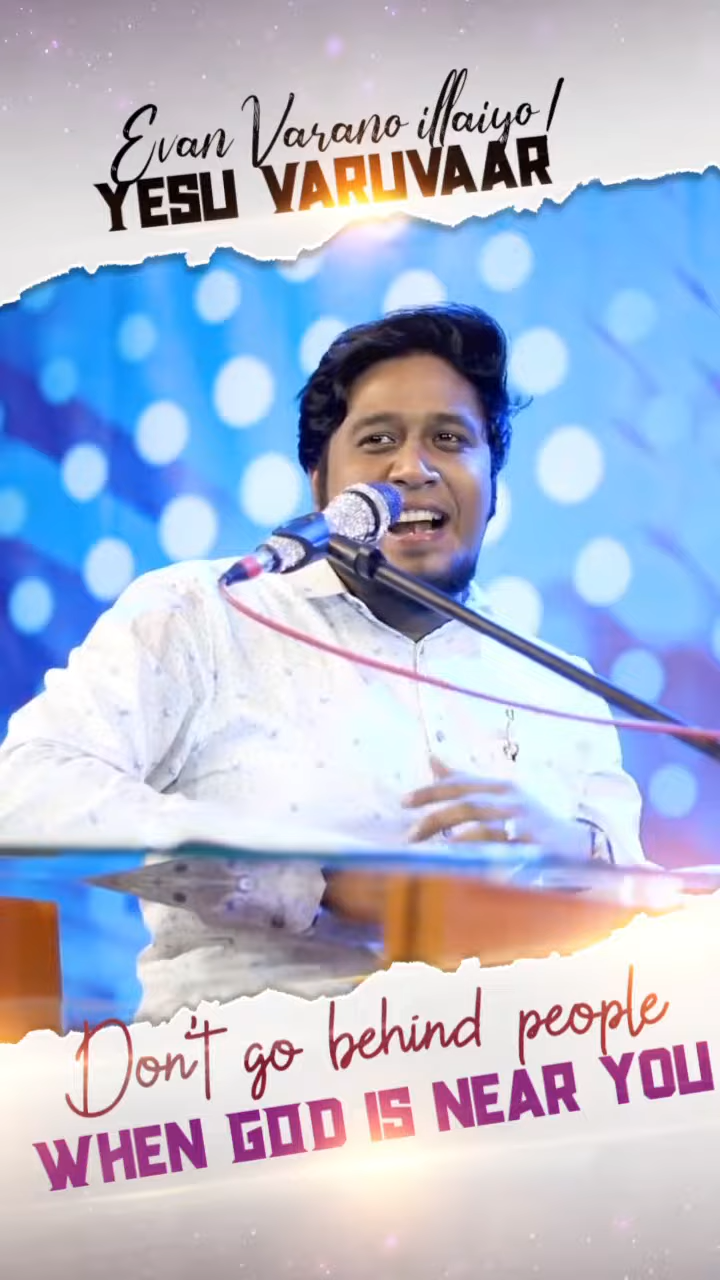 Evan Varano illaiyo!
YESU VARUVAAR
Don't go behind people
WHEN GOD IS NEAR YOU